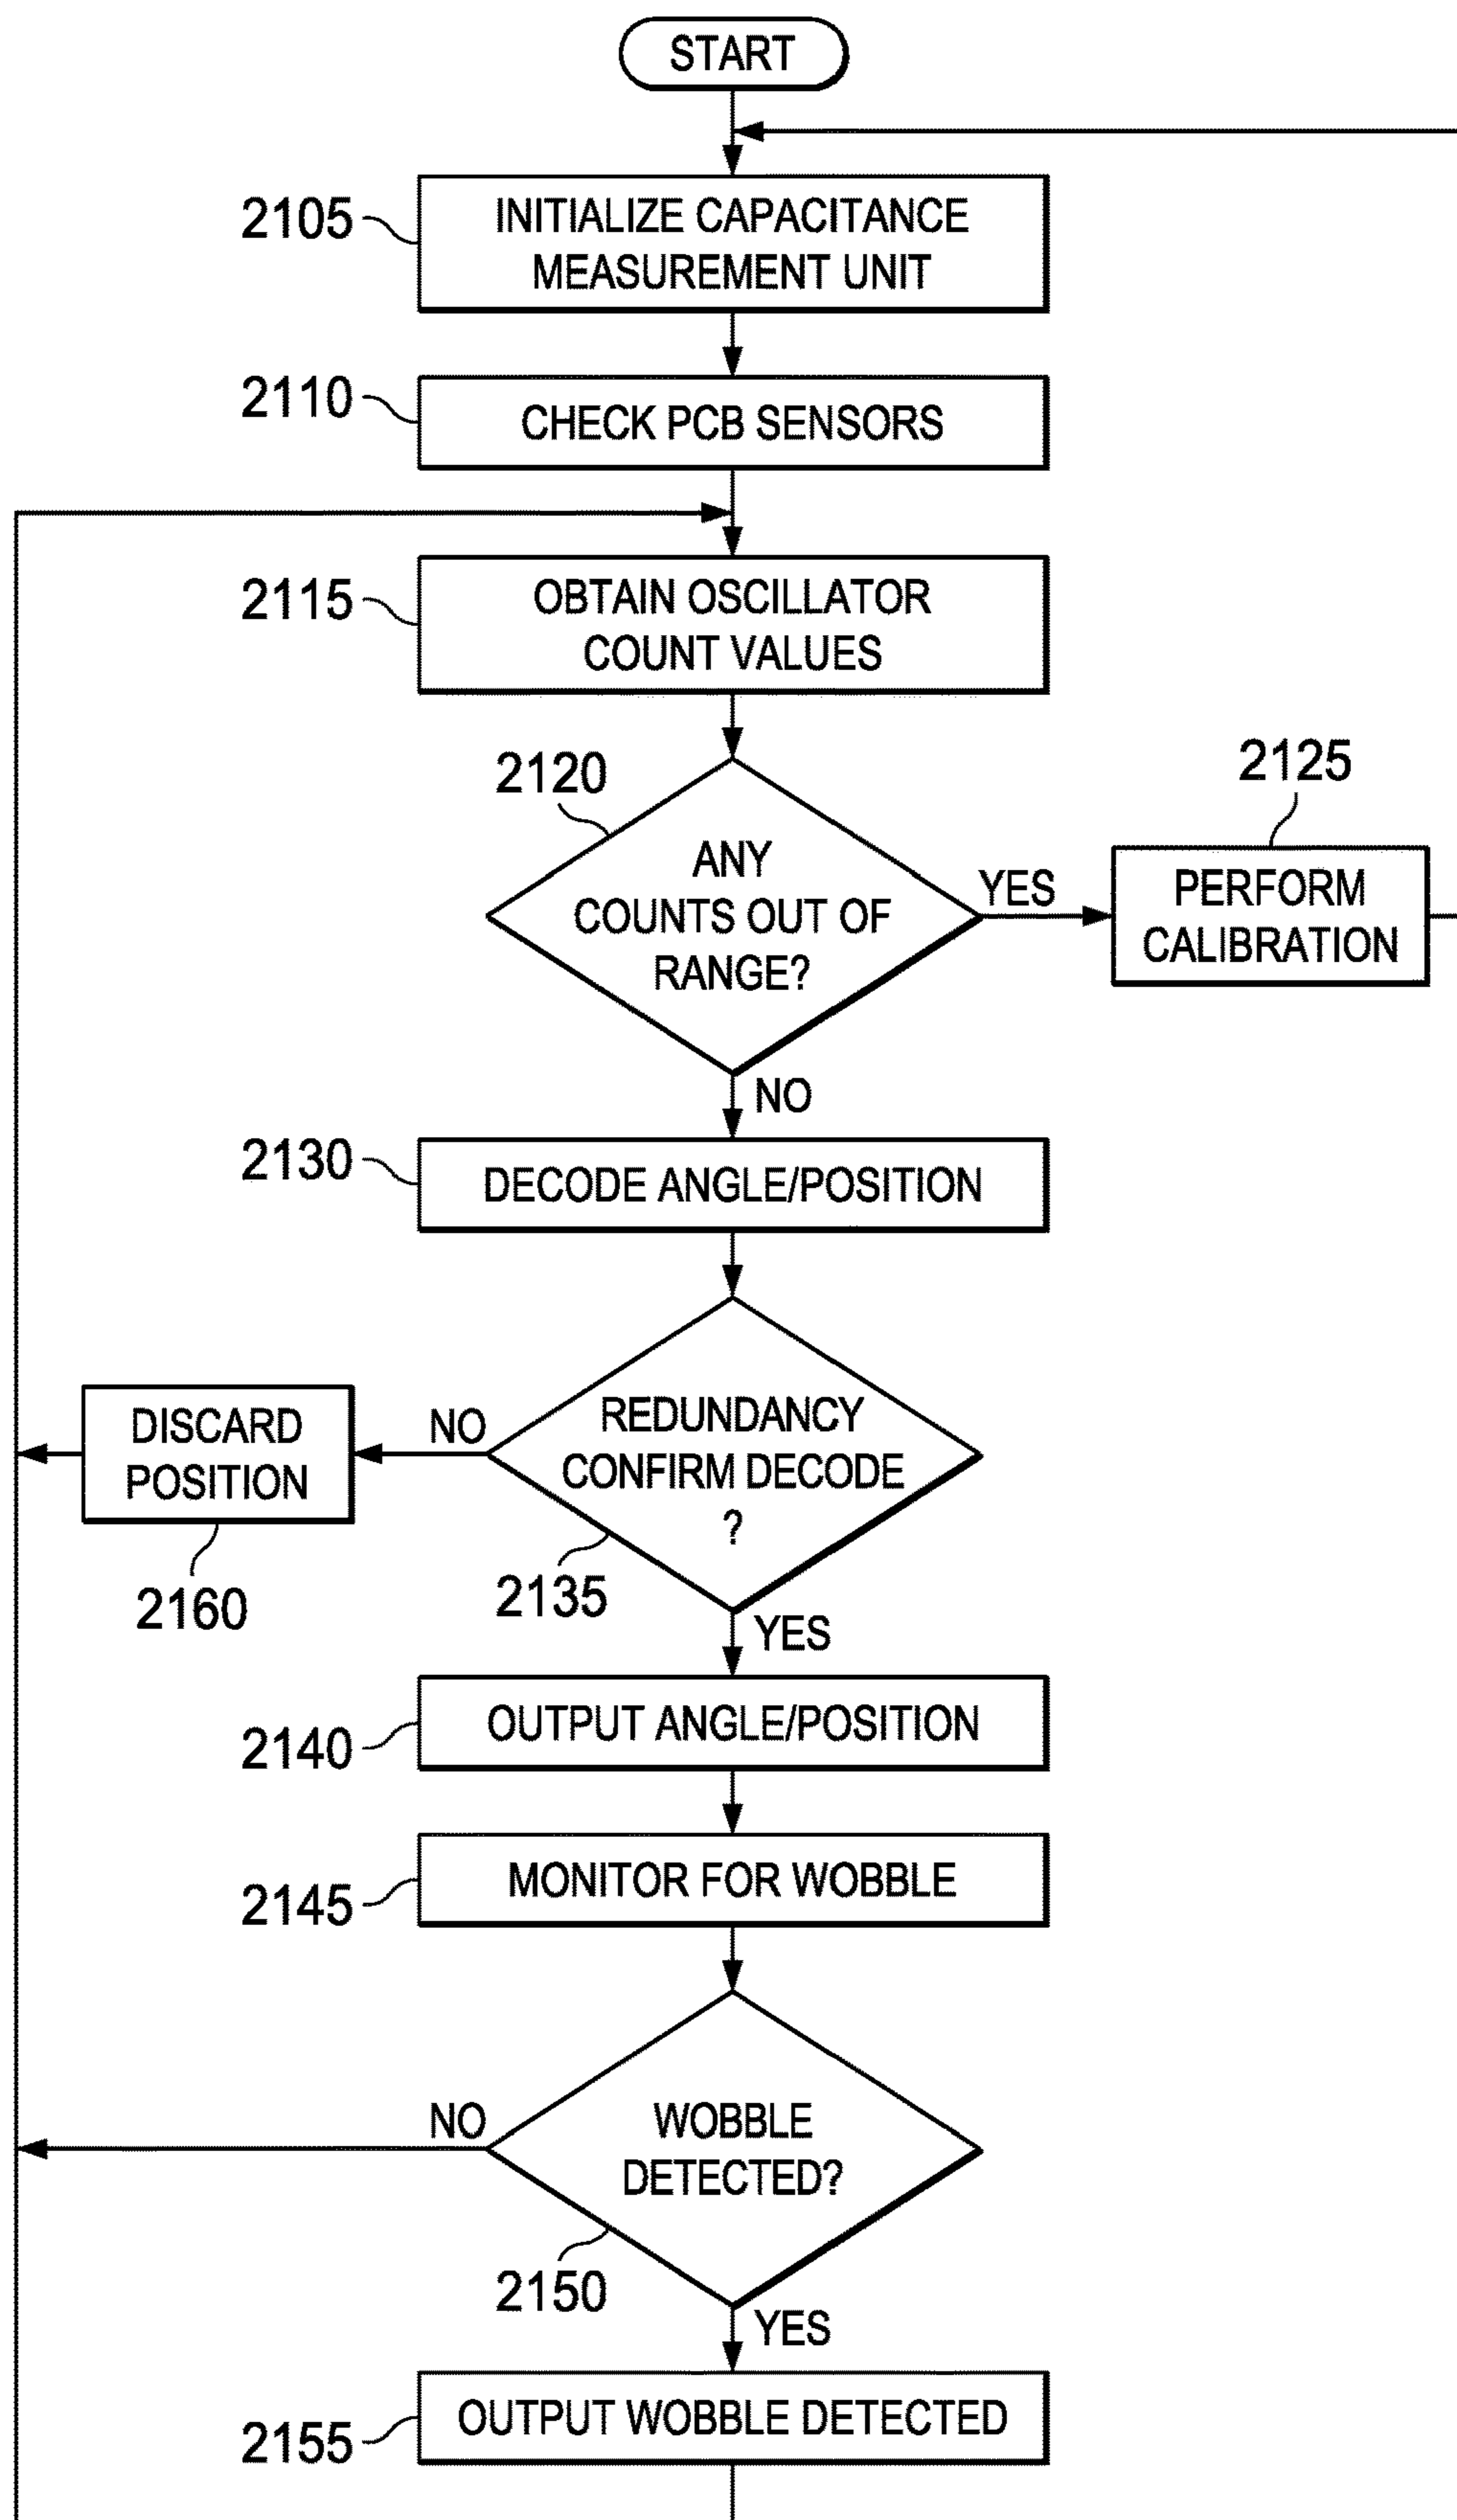 START
2105
INITIALIZE CAPACITANCE
MEASUREMENT UNIT
2110
CHECK PCB SENSORS
2115
OBTAIN OSCILLATOR
COUNT VALUES
2120
ANY
COUNTS OUT OF
RANGE?
YES
2125
PERFORM
CALIBRATION
NO
2130
DECODE ANGLE/POSITION
REDUNDANCY
CONFIRM DECODE
?
2135
NO
DISCARD
POSITION
2160
YES
2140
OUTPUT ANGLE/POSITION
2145
MONITOR FOR WOBBLE
NO
WOBBLE
DETECTED?
2150
YES
2155
OUTPUT WOBBLE DETECTED